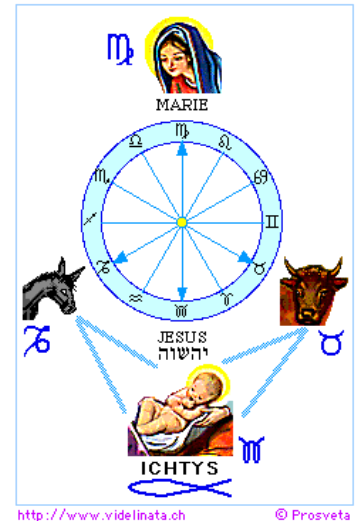 MARIE
JESUS
יהשוה
ICHTYS
http://www.videlinata.ch © Prosveta